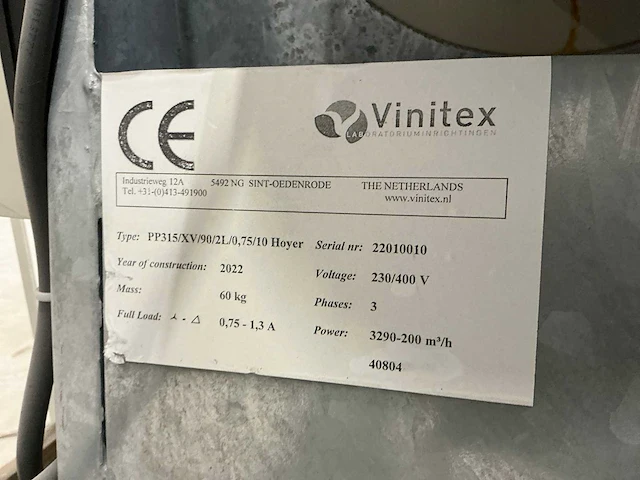 CE
Vinitex
LABORATORIUMINRICHTINGEN
Industrieweg 12A 5492 NG SINT-OEDENRODE THE NETHERLANDS
Tel. +31-(0)413-491900 www.vinitex.nl
Type: PP315/XV/90/2L/0,75/10 Hoyer Serial nr: 22010010
Year of construction: 2022 Voltage: 230/400 V
Mass: 60 kg Phases: 3
Full Load: ⅄ - △ 0,75 - 1,3 A Power: 3290-200 m³/h
40804